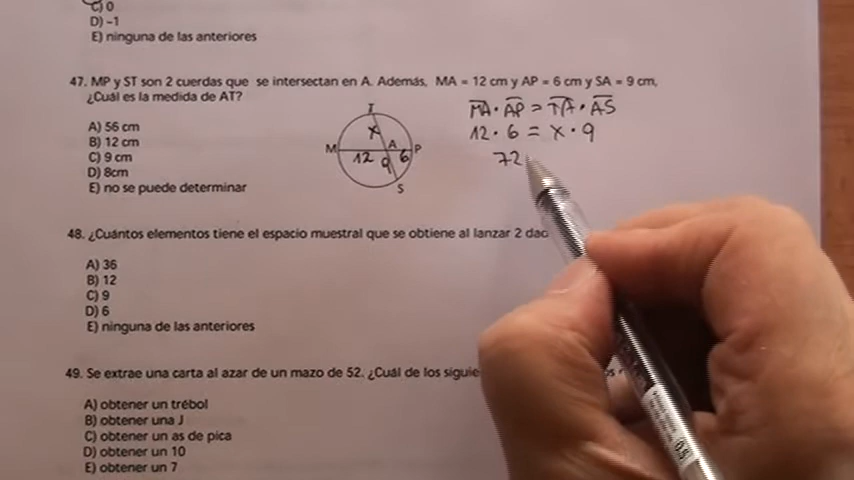 C) 0
D) -1
E) ninguna de las anteriores
47. MP y ST son 2 cuerdas que se intersectan en A. Además, MA = 12 cm y AP = 6 cm y SA = 9 cm,
¿Cuál es la medida de AT?
A) 56 cm
B) 12 cm
C) 9 cm
D) 8cm
E) no se puede determinar
T
x
M
A
P
12
9
6
S
MA · AP = TA · AS
12 · 6 = x · 9
72
48. ¿Cuántos elementos tiene el espacio muestral que se obtiene al lanzar 2 dad
A) 36
B) 12
C) 9
D) 6
E) ninguna de las anteriores
49. Se extrae una carta al azar de un mazo de 52. ¿Cuál de los siguie
A) obtener un trébol
B) obtener una J
C) obtener un as de pica
D) obtener un 10
E) obtener un 7